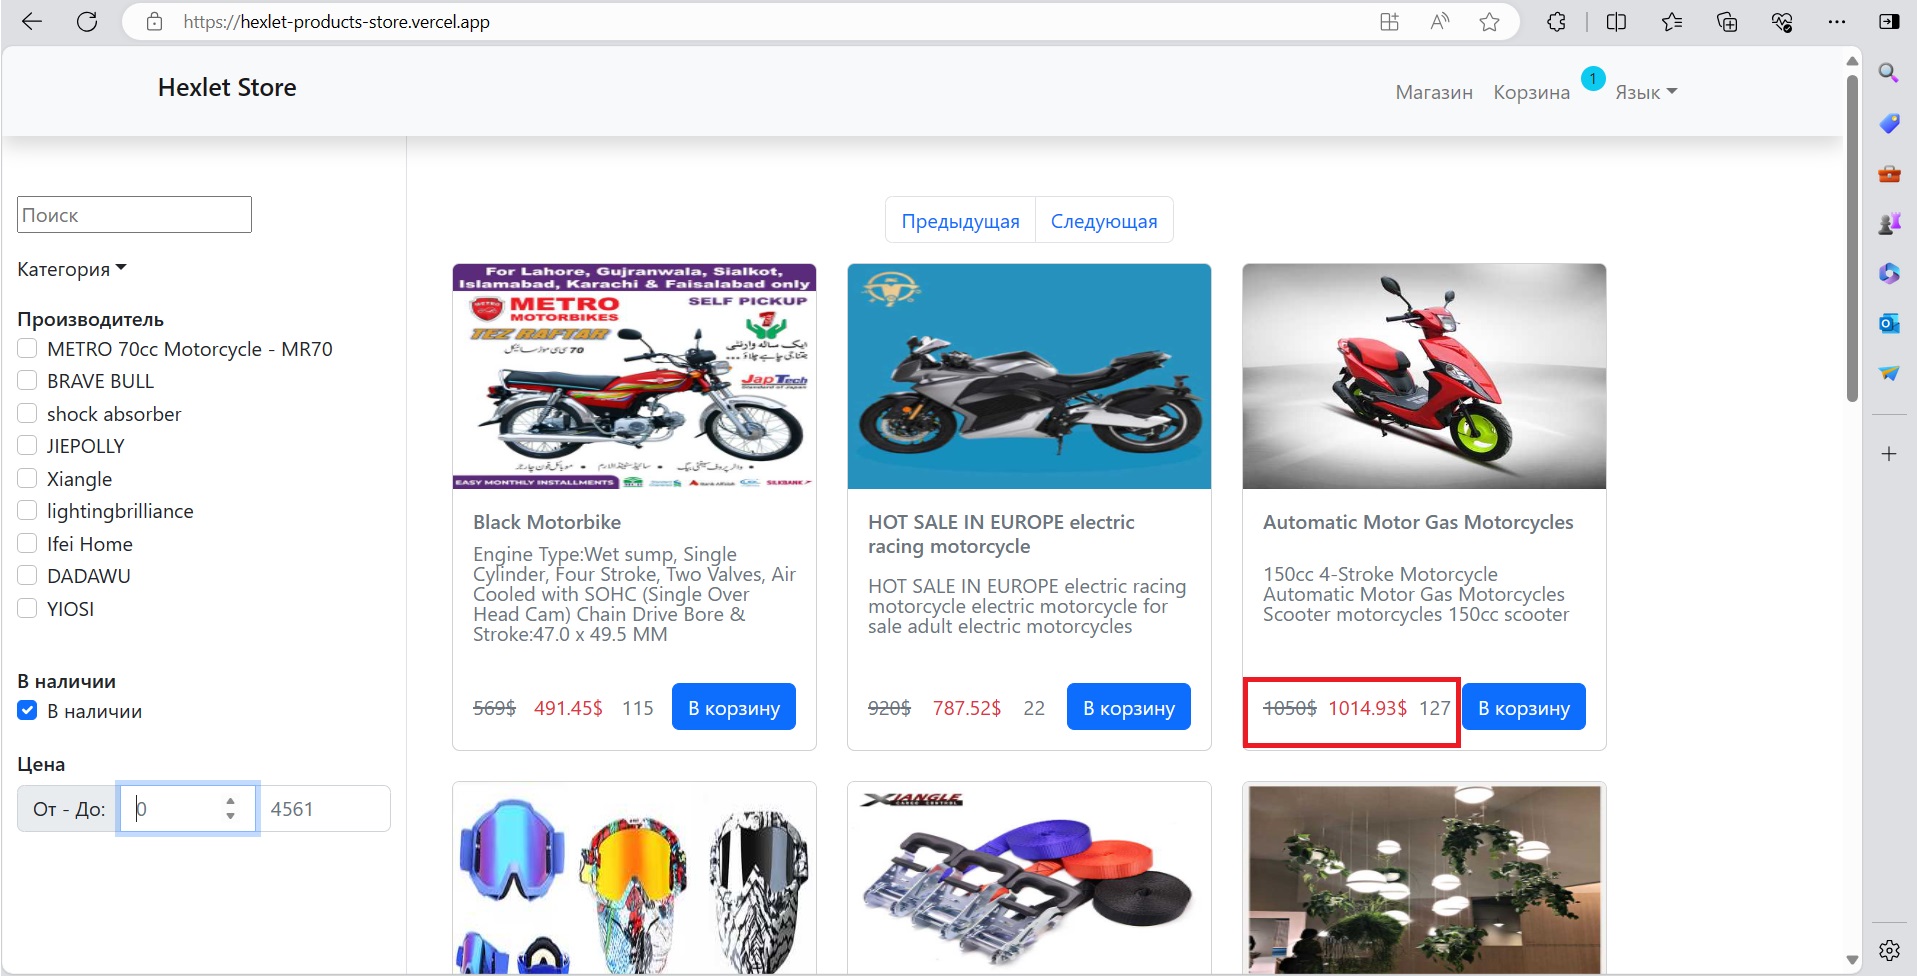 https://hexlet-products-store.vercel.app
Hexlet Store
Магазин
Корзина
1
Язык
Поиск
Категория
Производитель
METRO 70cc Motorcycle - MR70
BRAVE BULL
shock absorber
JIEPOLLY
Xiangle
lightingbrilliance
Ifei Home
DADAWU
YIOSI
В наличии
В наличии
Цена
От - До:
0
4561
Предыдущая
Следующая
For Lahore, Gujranwala, Sialkot,
Islamabad, Karachi & Faisalabad only
METRO
MOTORBIKES
SELF PICKUP
TEZ RAFTAR
JapTech
EASY MONTHLY INSTALLMENTS
SILKBANK
Black Motorbike
Engine Type:Wet sump, Single
Cylinder, Four Stroke, Two Valves, Air
Cooled with SOHC (Single Over
Head Cam) Chain Drive Bore &
Stroke:47.0 x 49.5 MM
569$ 491.45$ 115
В корзину
HOT SALE IN EUROPE electric
racing motorcycle
HOT SALE IN EUROPE electric racing
motorcycle electric motorcycle for
sale adult electric motorcycles
920$ 787.52$ 22
В корзину
Automatic Motor Gas Motorcycles
150cc 4-Stroke Motorcycle
Automatic Motor Gas Motorcycles
Scooter motorcycles 150cc scooter
1050$ 1014.93$ 127
В корзину
XIANGLE
CARGO CONTROL